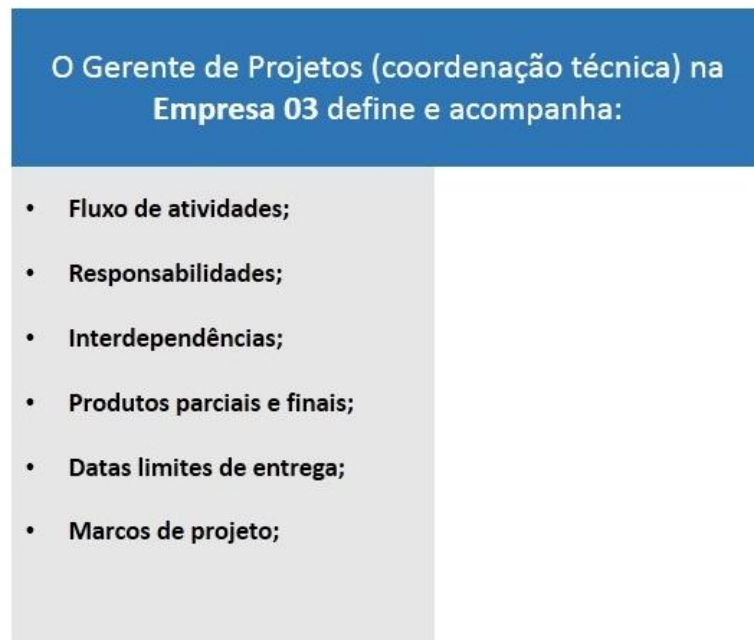 O Gerente de Projetos (coordenação técnica) na
Empresa 03 define e acompanha:
• Fluxo de atividades;
• Responsabilidades;
• Interdependências;
• Produtos parciais e finais;
• Datas limites de entrega;
• Marcos de projeto;